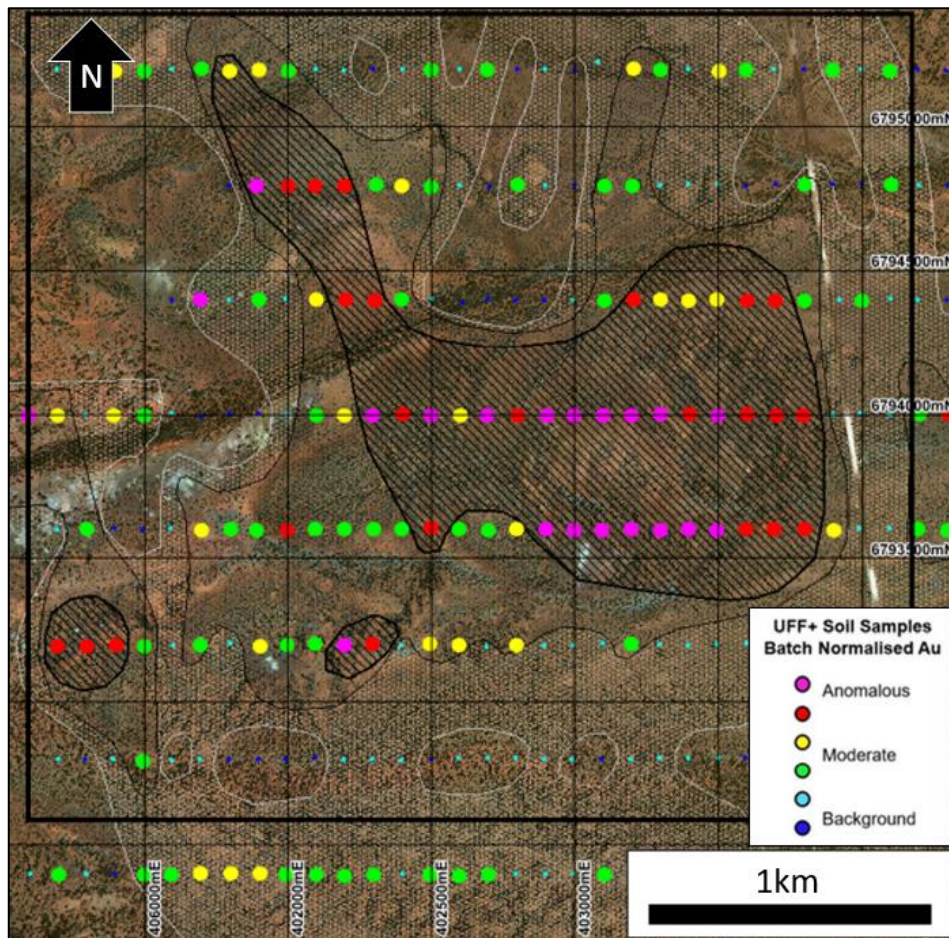 N
6795000mN
6794500mN
6794000mN
6793500mN
UFF+ Soil Samples
Batch Normalised Au
Anomalous
Moderate
Background
406000mE
402000mE
402500mE
403000mE
1km